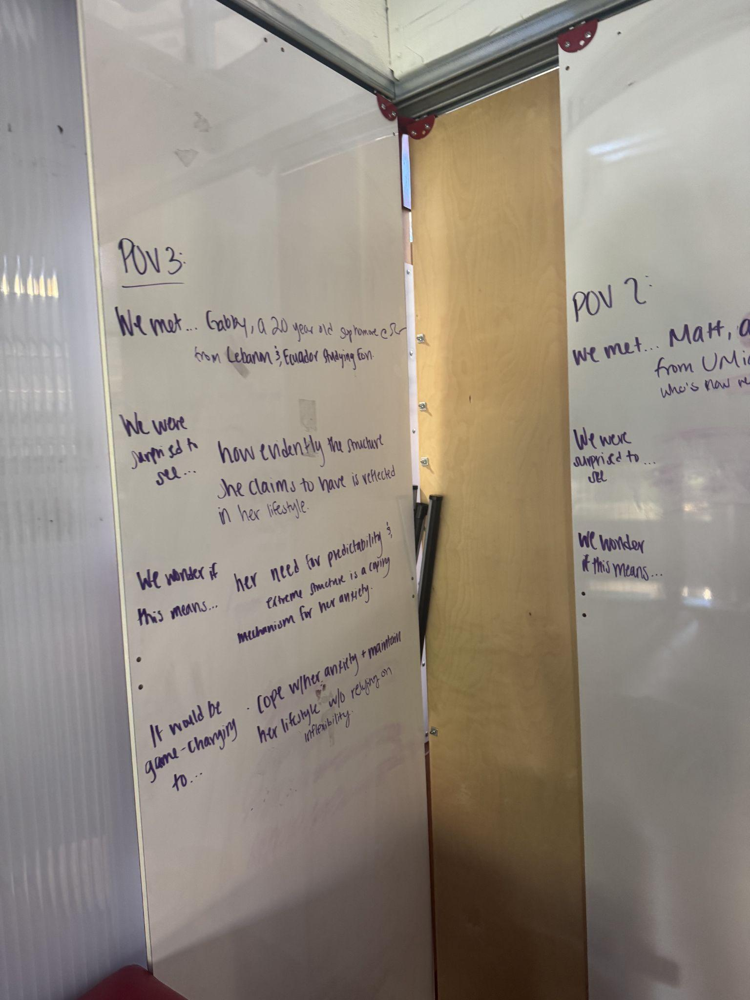 POV 3:
We met... Gabby, a 20 year old sophomore @
from Lebanon & Ecuador studying Econ.
We were
surprised to
see...
how evidently the structure
she claims to have is reflected
in her lifestyle.
We wonder if
this means...
her need for predictability &
extreme structure is a coping
mechanism for her anxiety.
It would be
game-changing
to...
· Cope w/her anxiety + maintain
her lifestyle w/o relying on
inflexibility.
POV 2:
We met... Matt, a
from UMi
who's now re
We were
surprised to...
see
We wonder
if this means...